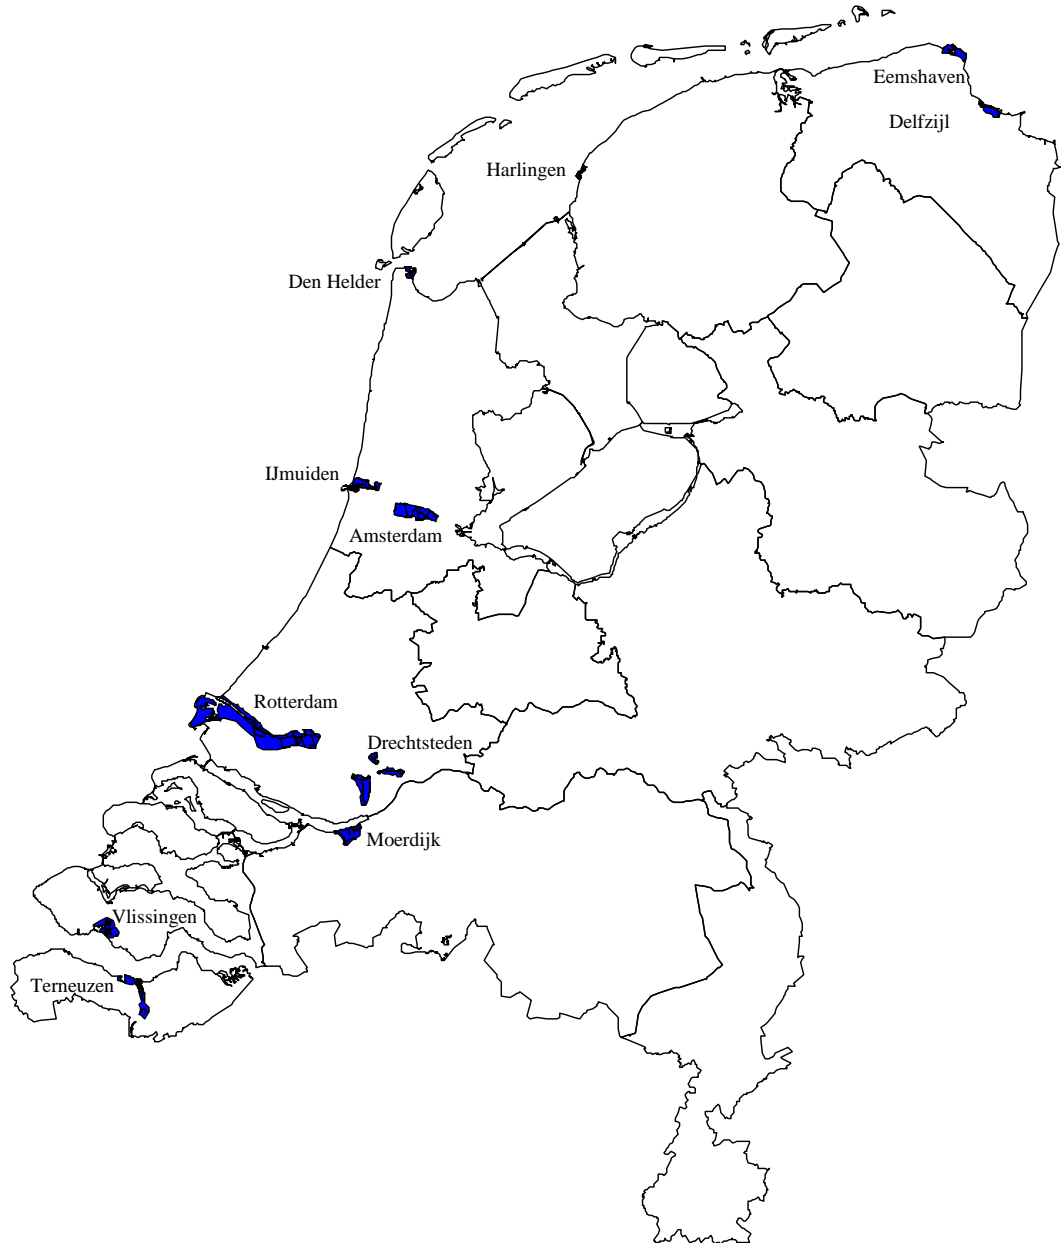 Eemshaven
Delfzijl
Harlingen
Den Helder
IJmuiden
Amsterdam
Rotterdam
Drechtsteden
Moerdijk
Vlissingen
Terneuzen